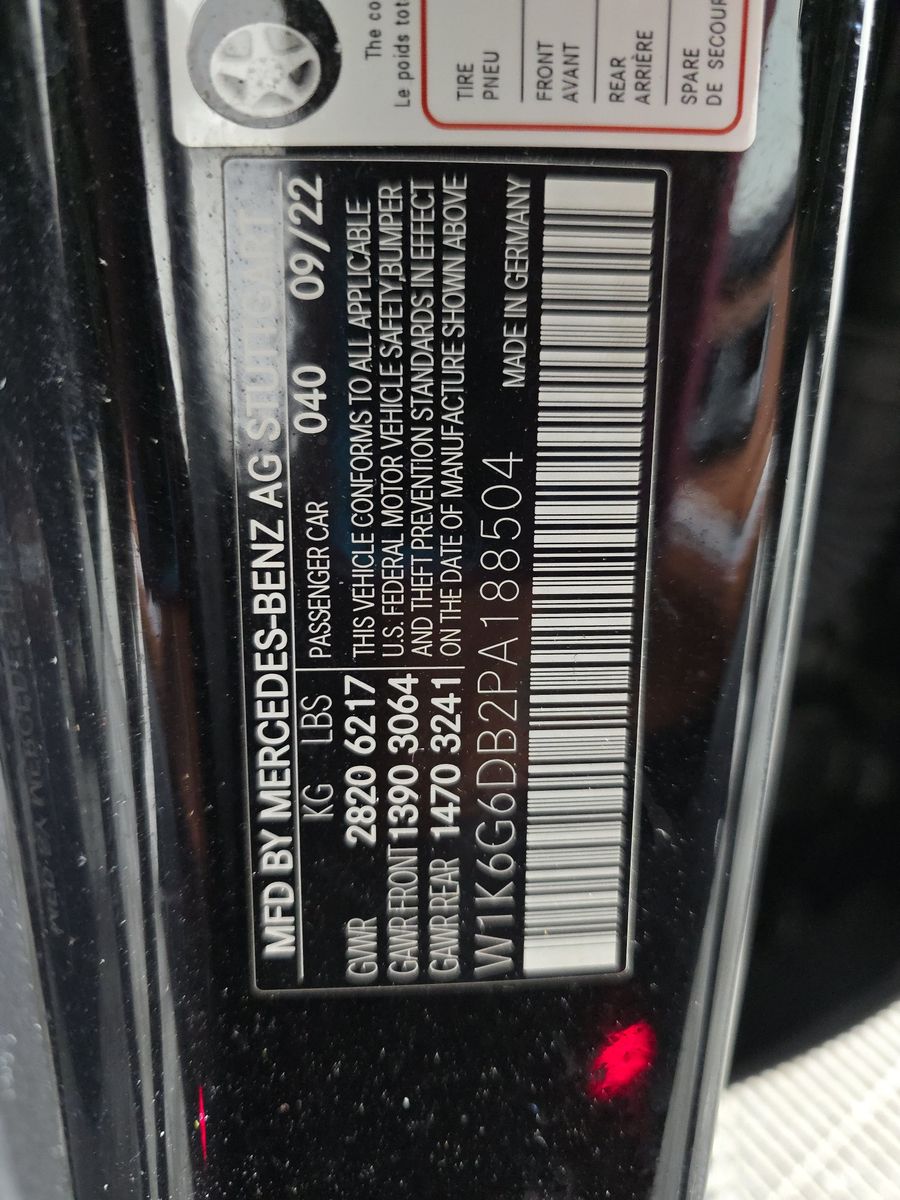 MFD BY MERCEDES-BENZ AG STUTTGART
KG LBS PASSENGER CAR 040 09/22
GVWR 2820 6217 THIS VEHICLE CONFORMS TO ALL APPLICABLE
GAWR FRONT 1390 3064 U.S. FEDERAL MOTOR VEHICLE SAFETY,BUMPER
GAWR REAR 1470 3241 AND THEFT PREVENTION STANDARDS IN EFFECT
ON THE DATE OF MANUFACTURE SHOWN ABOVE
W1K6G6DB2PA188504 MADE IN GERMANY
The
Le poids
TIRE
PNEU
FRONT
AVANT
REAR
ARRIÈRE
SPARE
DE